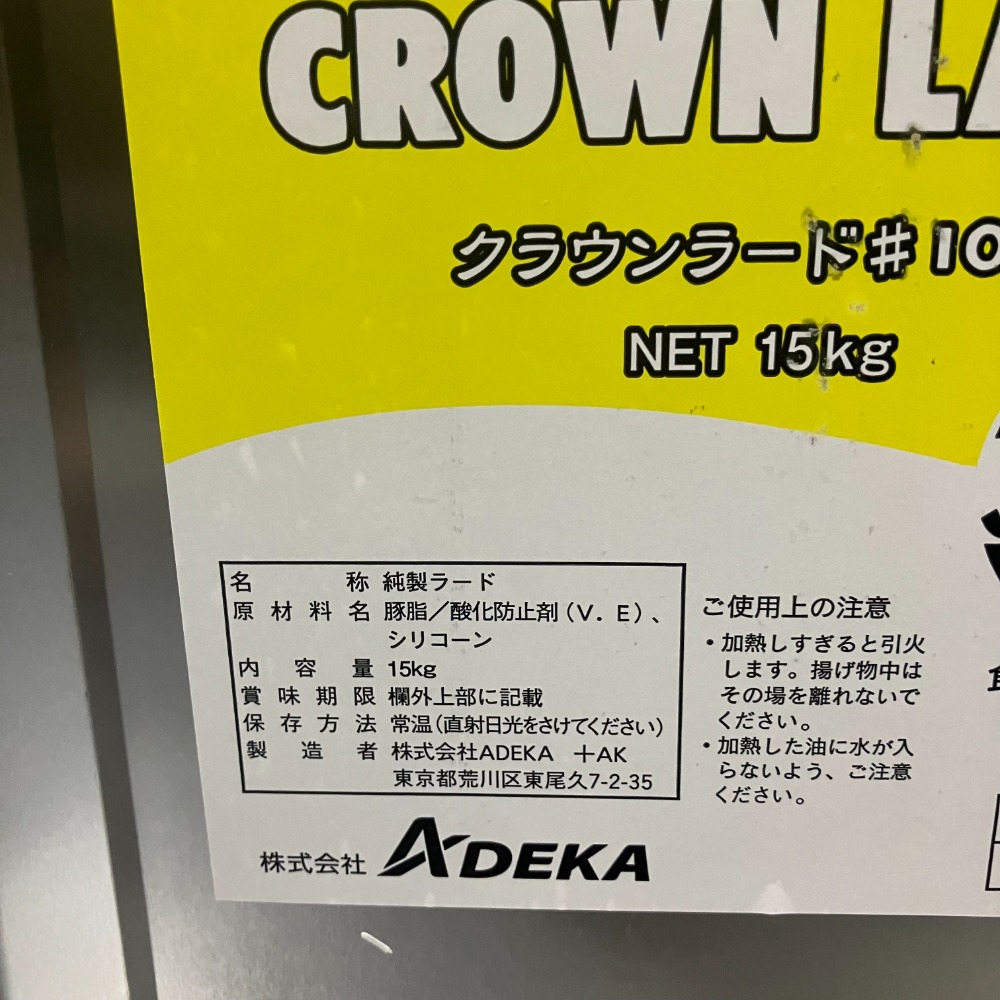 CROWN LA
クラウンラード#10
NET 15kg
名称 純製ラード
原材料名 豚脂／酸化防止剤（V．E）、
シリコーン
内容量 15kg
賞味期限 欄外上部に記載
保存方法 常温（直射日光をさけてください）
製造者 株式会社ADEKA ＋AK
東京都荒川区東尾久7-2-35
ご使用上の注意
・加熱しすぎると引火
します。揚げ物中は
その場を離れないで
ください。
・加熱した油に水が入
らないよう、ご注意
ください。
株式会社 ADEKA